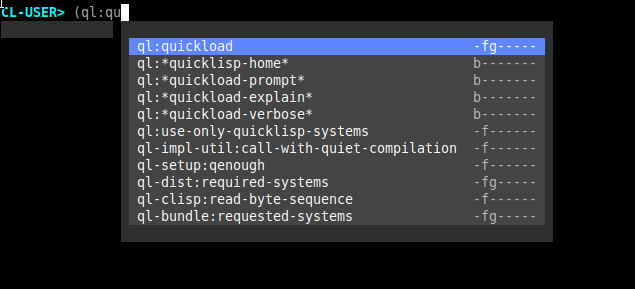 CL-USER> (ql:qu
ql:quickload -fg-----
ql:*quicklisp-home* b-------
ql:*quickload-prompt* b-------
ql:*quickload-explain* b-------
ql:*quickload-verbose* b-------
ql:use-only-quicklisp-systems -f------
ql-impl-util:call-with-quiet-compilation -f------
ql-setup:qenough -f------
ql-dist:required-systems -fg-----
ql-clisp:read-byte-sequence -f------
ql-bundle:requested-systems -fg-----